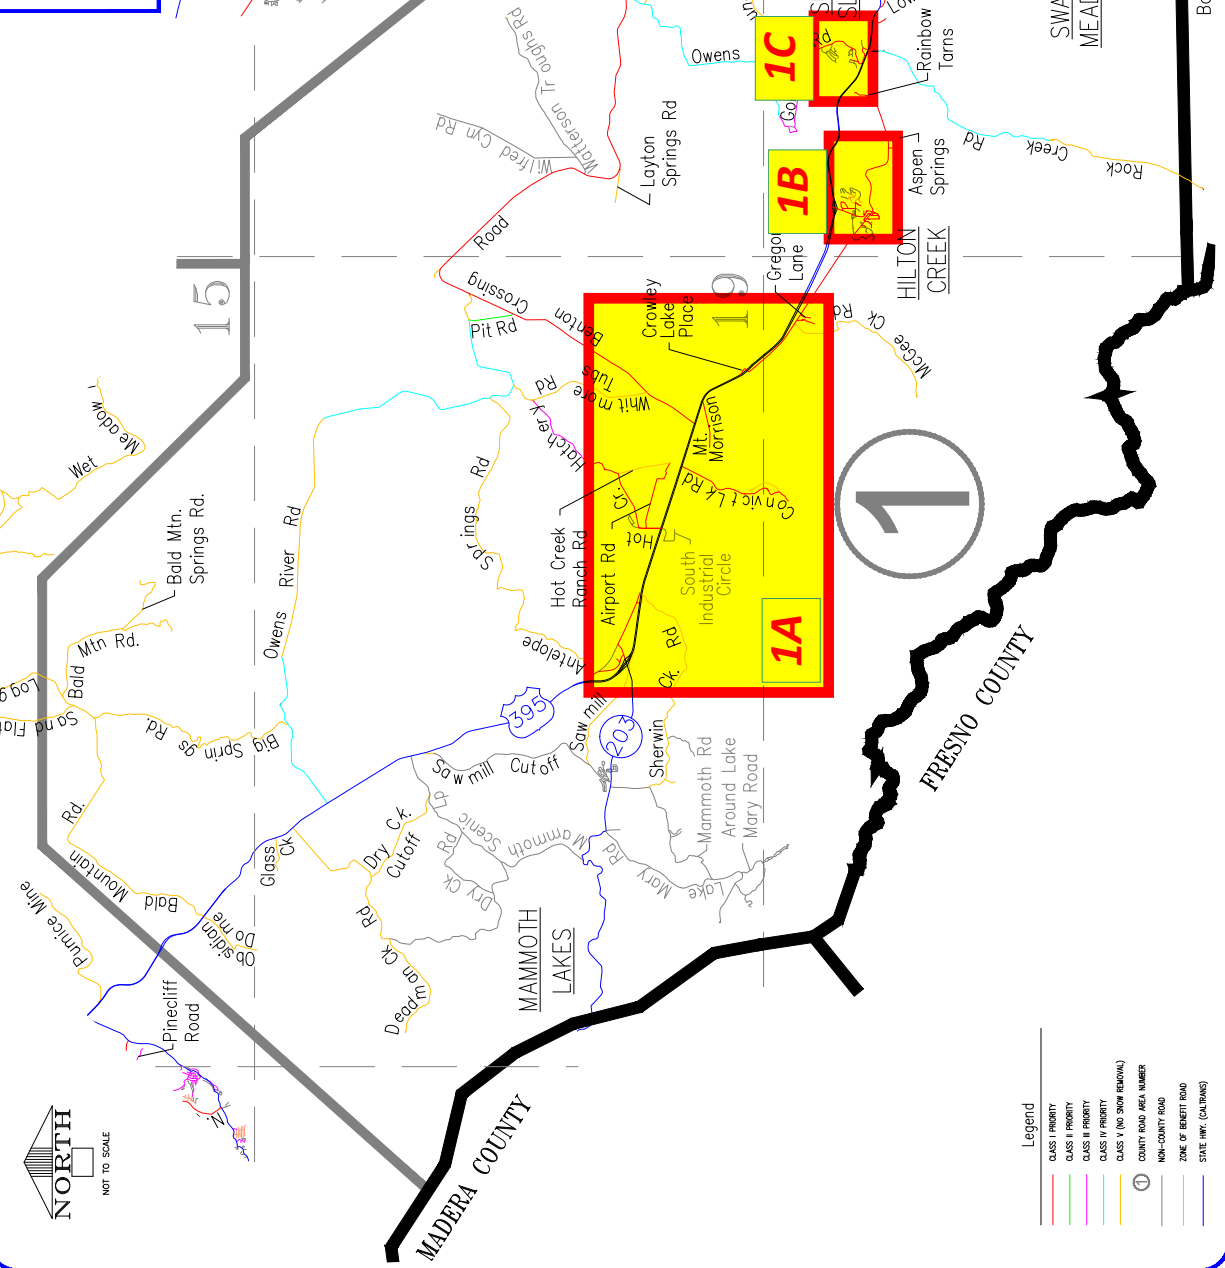 1C
Owens
Rd
Rainbow
Tarns
Go
Watterson Troughs Rd
Wilfred Cyn Rd
Layton
Springs Rd
1B
Aspen
Springs
HILTON
CREEK
Rock
Creek
Rd
Road
Crossing
Benton
Pit Rd
15
19
Gregor
Lane
Crowley
Lake
Place
McGee
Ck
Rd
Whitmore
Tubs
Rd
Hatchery
Mt.
Morrison
Convict Lk Rd
Hot
Cr.
Hot Creek
Ranch Rd
Airport Rd
South
Industrial
Circle
1A
1
Wet
Meadow
Bald Mtn.
Springs Rd.
Bald
Mtn Rd.
Owens
River
Rd
Antelope
Springs
Rd
Sand Flat
Big Springs
Rd.
395
203
Sawmill
Sherwin
Ck.
Rd
Sawmill
Cutoff
Mammoth
Scenic
Lp
Dry Ck
Rd
Dry Ck.
Cutoff
Glass
Ck
Mammoth Rd
Around Lake
Mary Road
Lake
Mary
Rd
Bald
Mountain
Rd.
Obsidian
Dome
Pumice Mine
Deadman Ck
Rd
Pinecliff
Road
MAMMOTH
LAKES
FRESNO COUNTY
MADERA COUNTY
N.
NORTH
NOT TO SCALE
Legend
CLASS I PRIORITY
CLASS II PRIORITY
CLASS III PRIORITY
CLASS IV PRIORITY
CLASS V (NO SNOW REMOVAL)
1 COUNTY ROAD AREA NUMBER
NON-COUNTY ROAD
ZONE OF BENEFIT ROAD
STATE HWY. (CALTRANS)